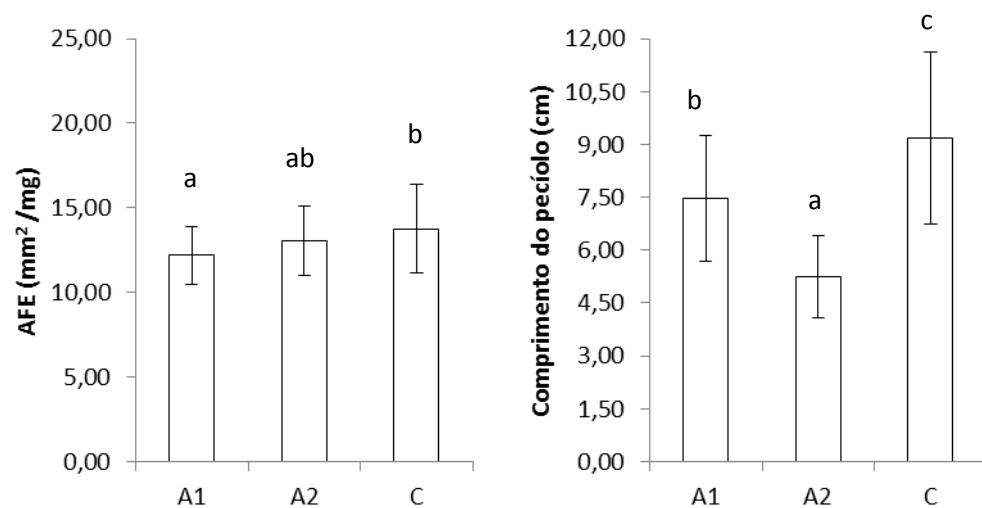 AFE (mm² /mg)
25,00
20,00
15,00
10,00
5,00
0,00
a
ab
b
A1
A2
C
Comprimento do pecíolo (cm)
12,00
10,50
9,00
7,50
6,00
4,50
3,00
1,50
0,00
b
a
c
A1
A2
C